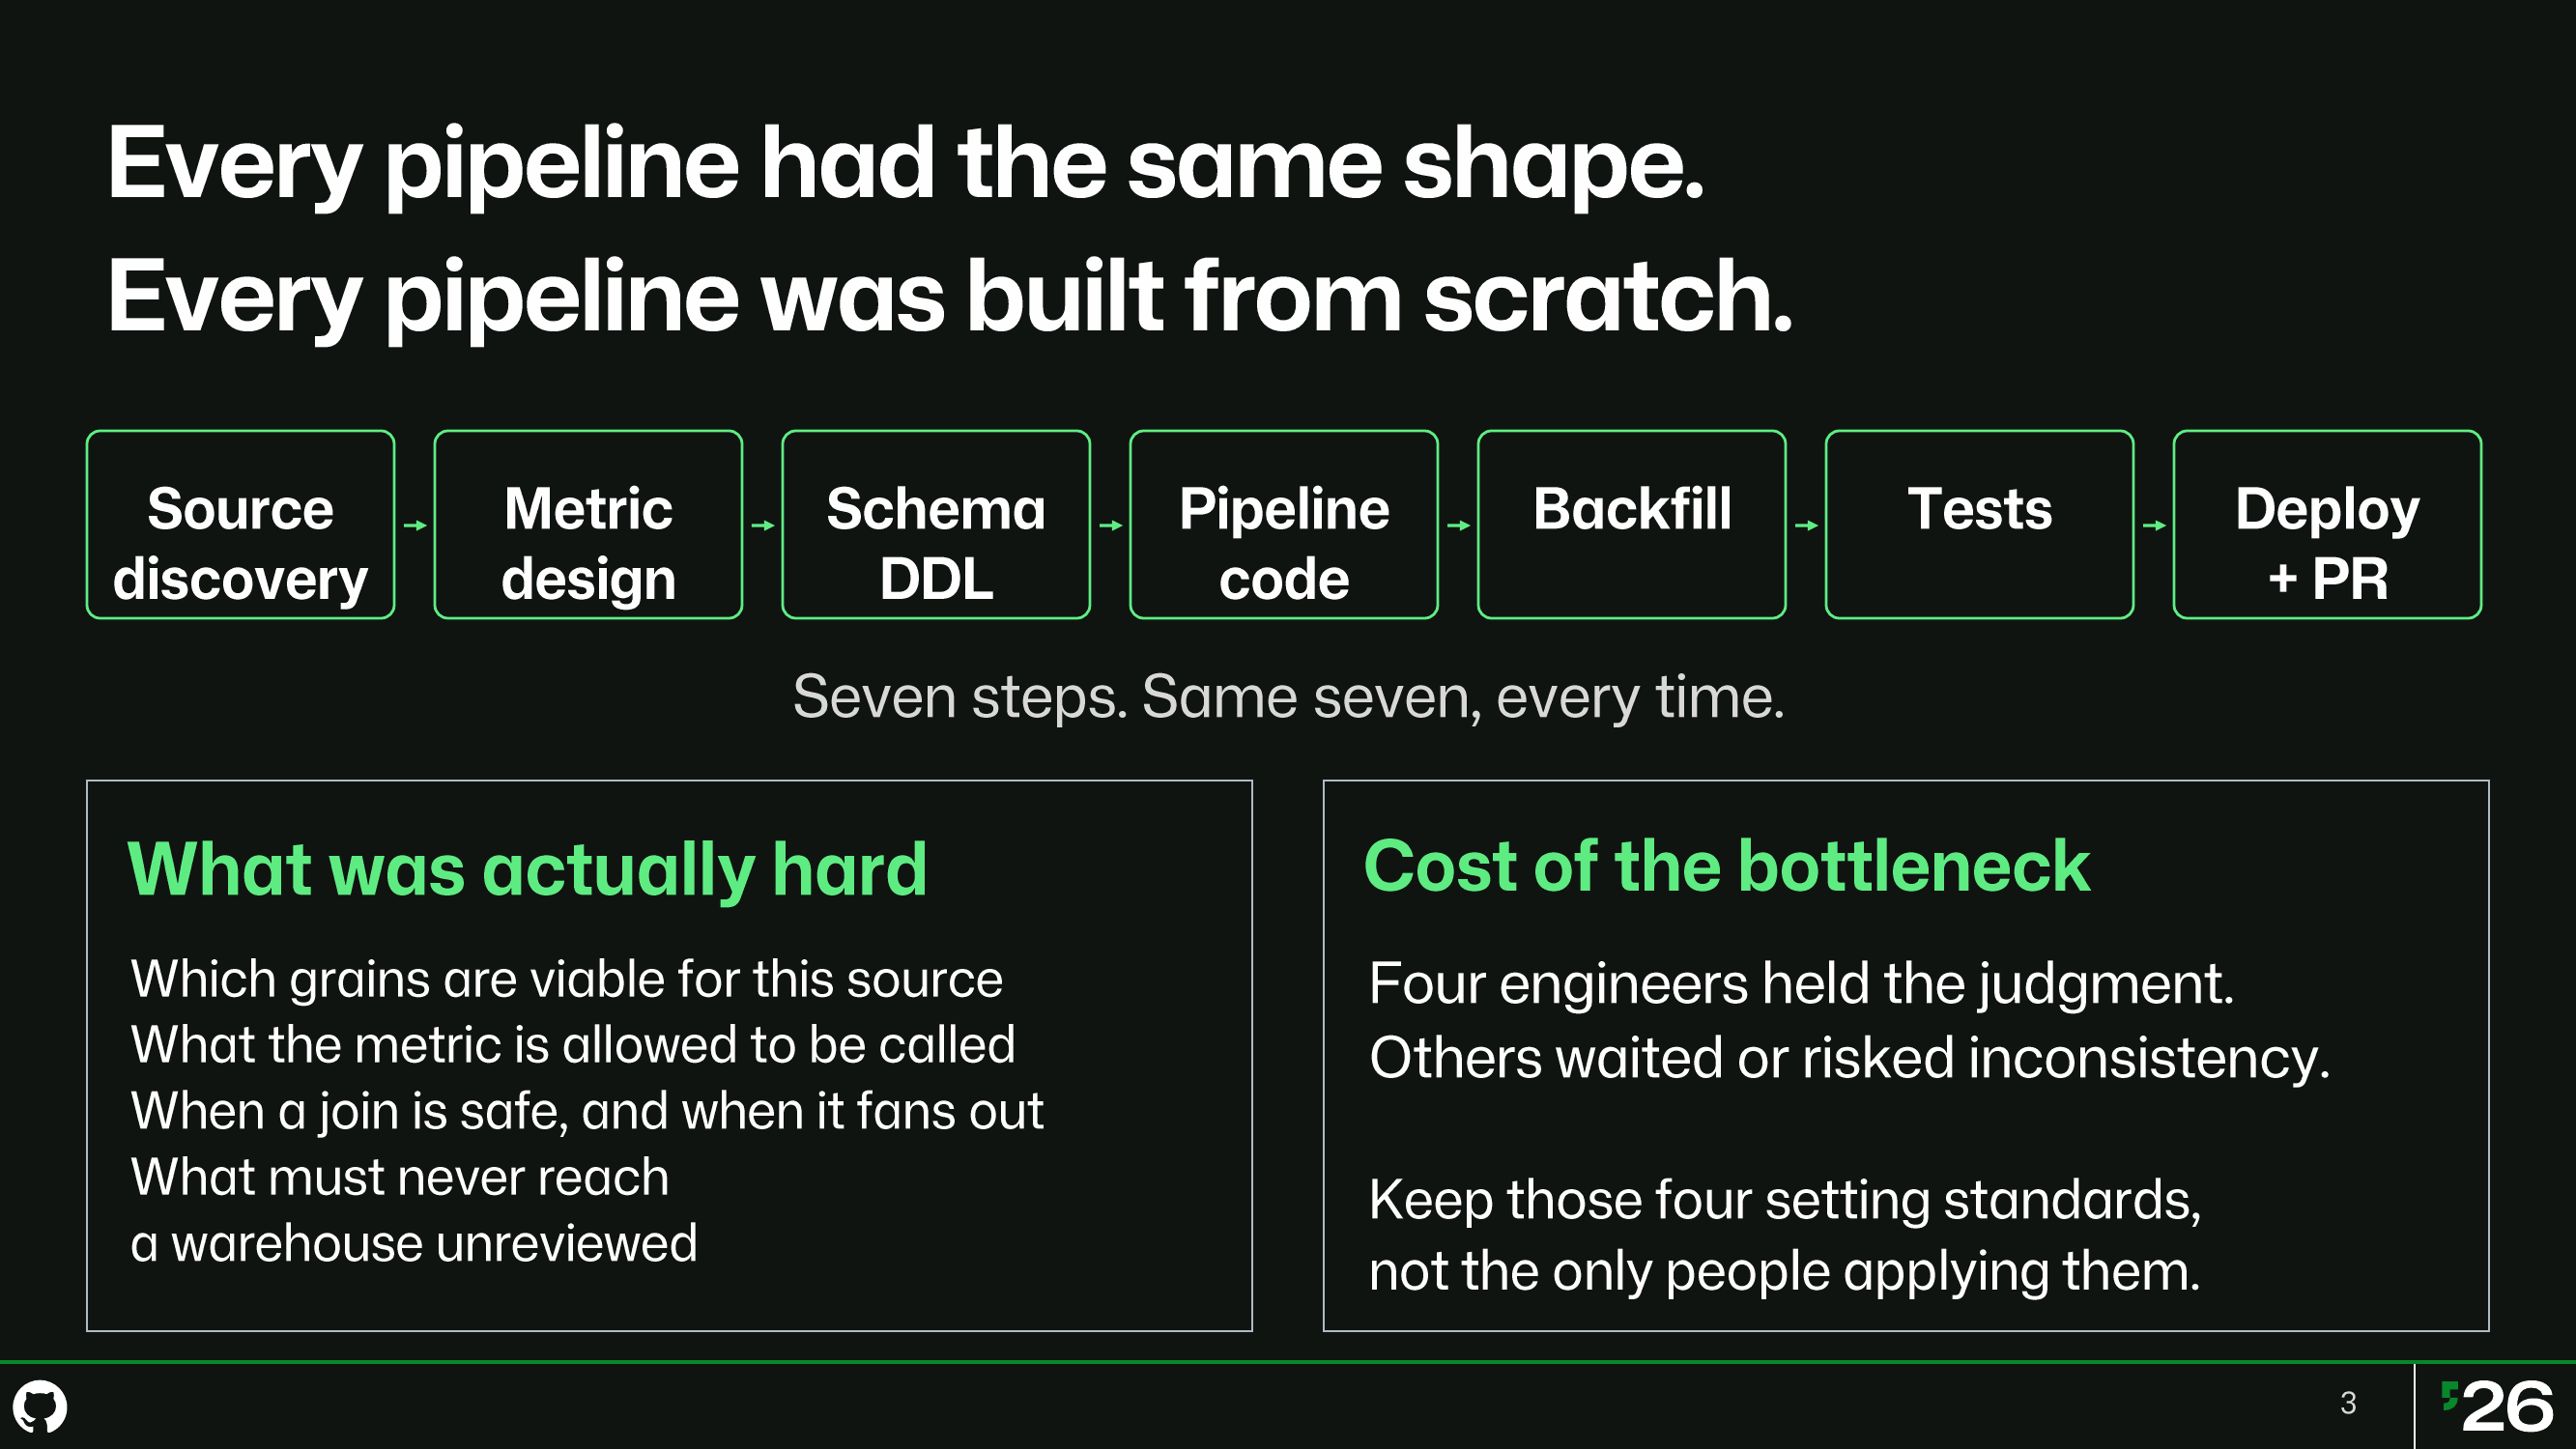 Every pipeline had the same shape.
Every pipeline was built from scratch.
Source
discovery
Metric
design
Schema
DDL
Pipeline
code
Backfill
Tests
Deploy
+ PR
Seven steps. Same seven, every time.
What was actually hard
Which grains are viable for this source
What the metric is allowed to be called
When a join is safe, and when it fans out
What must never reach
a warehouse unreviewed
Cost of the bottleneck
Four engineers held the judgment.
Others waited or risked inconsistency.
Keep those four setting standards,
not the only people applying them.
3
’26